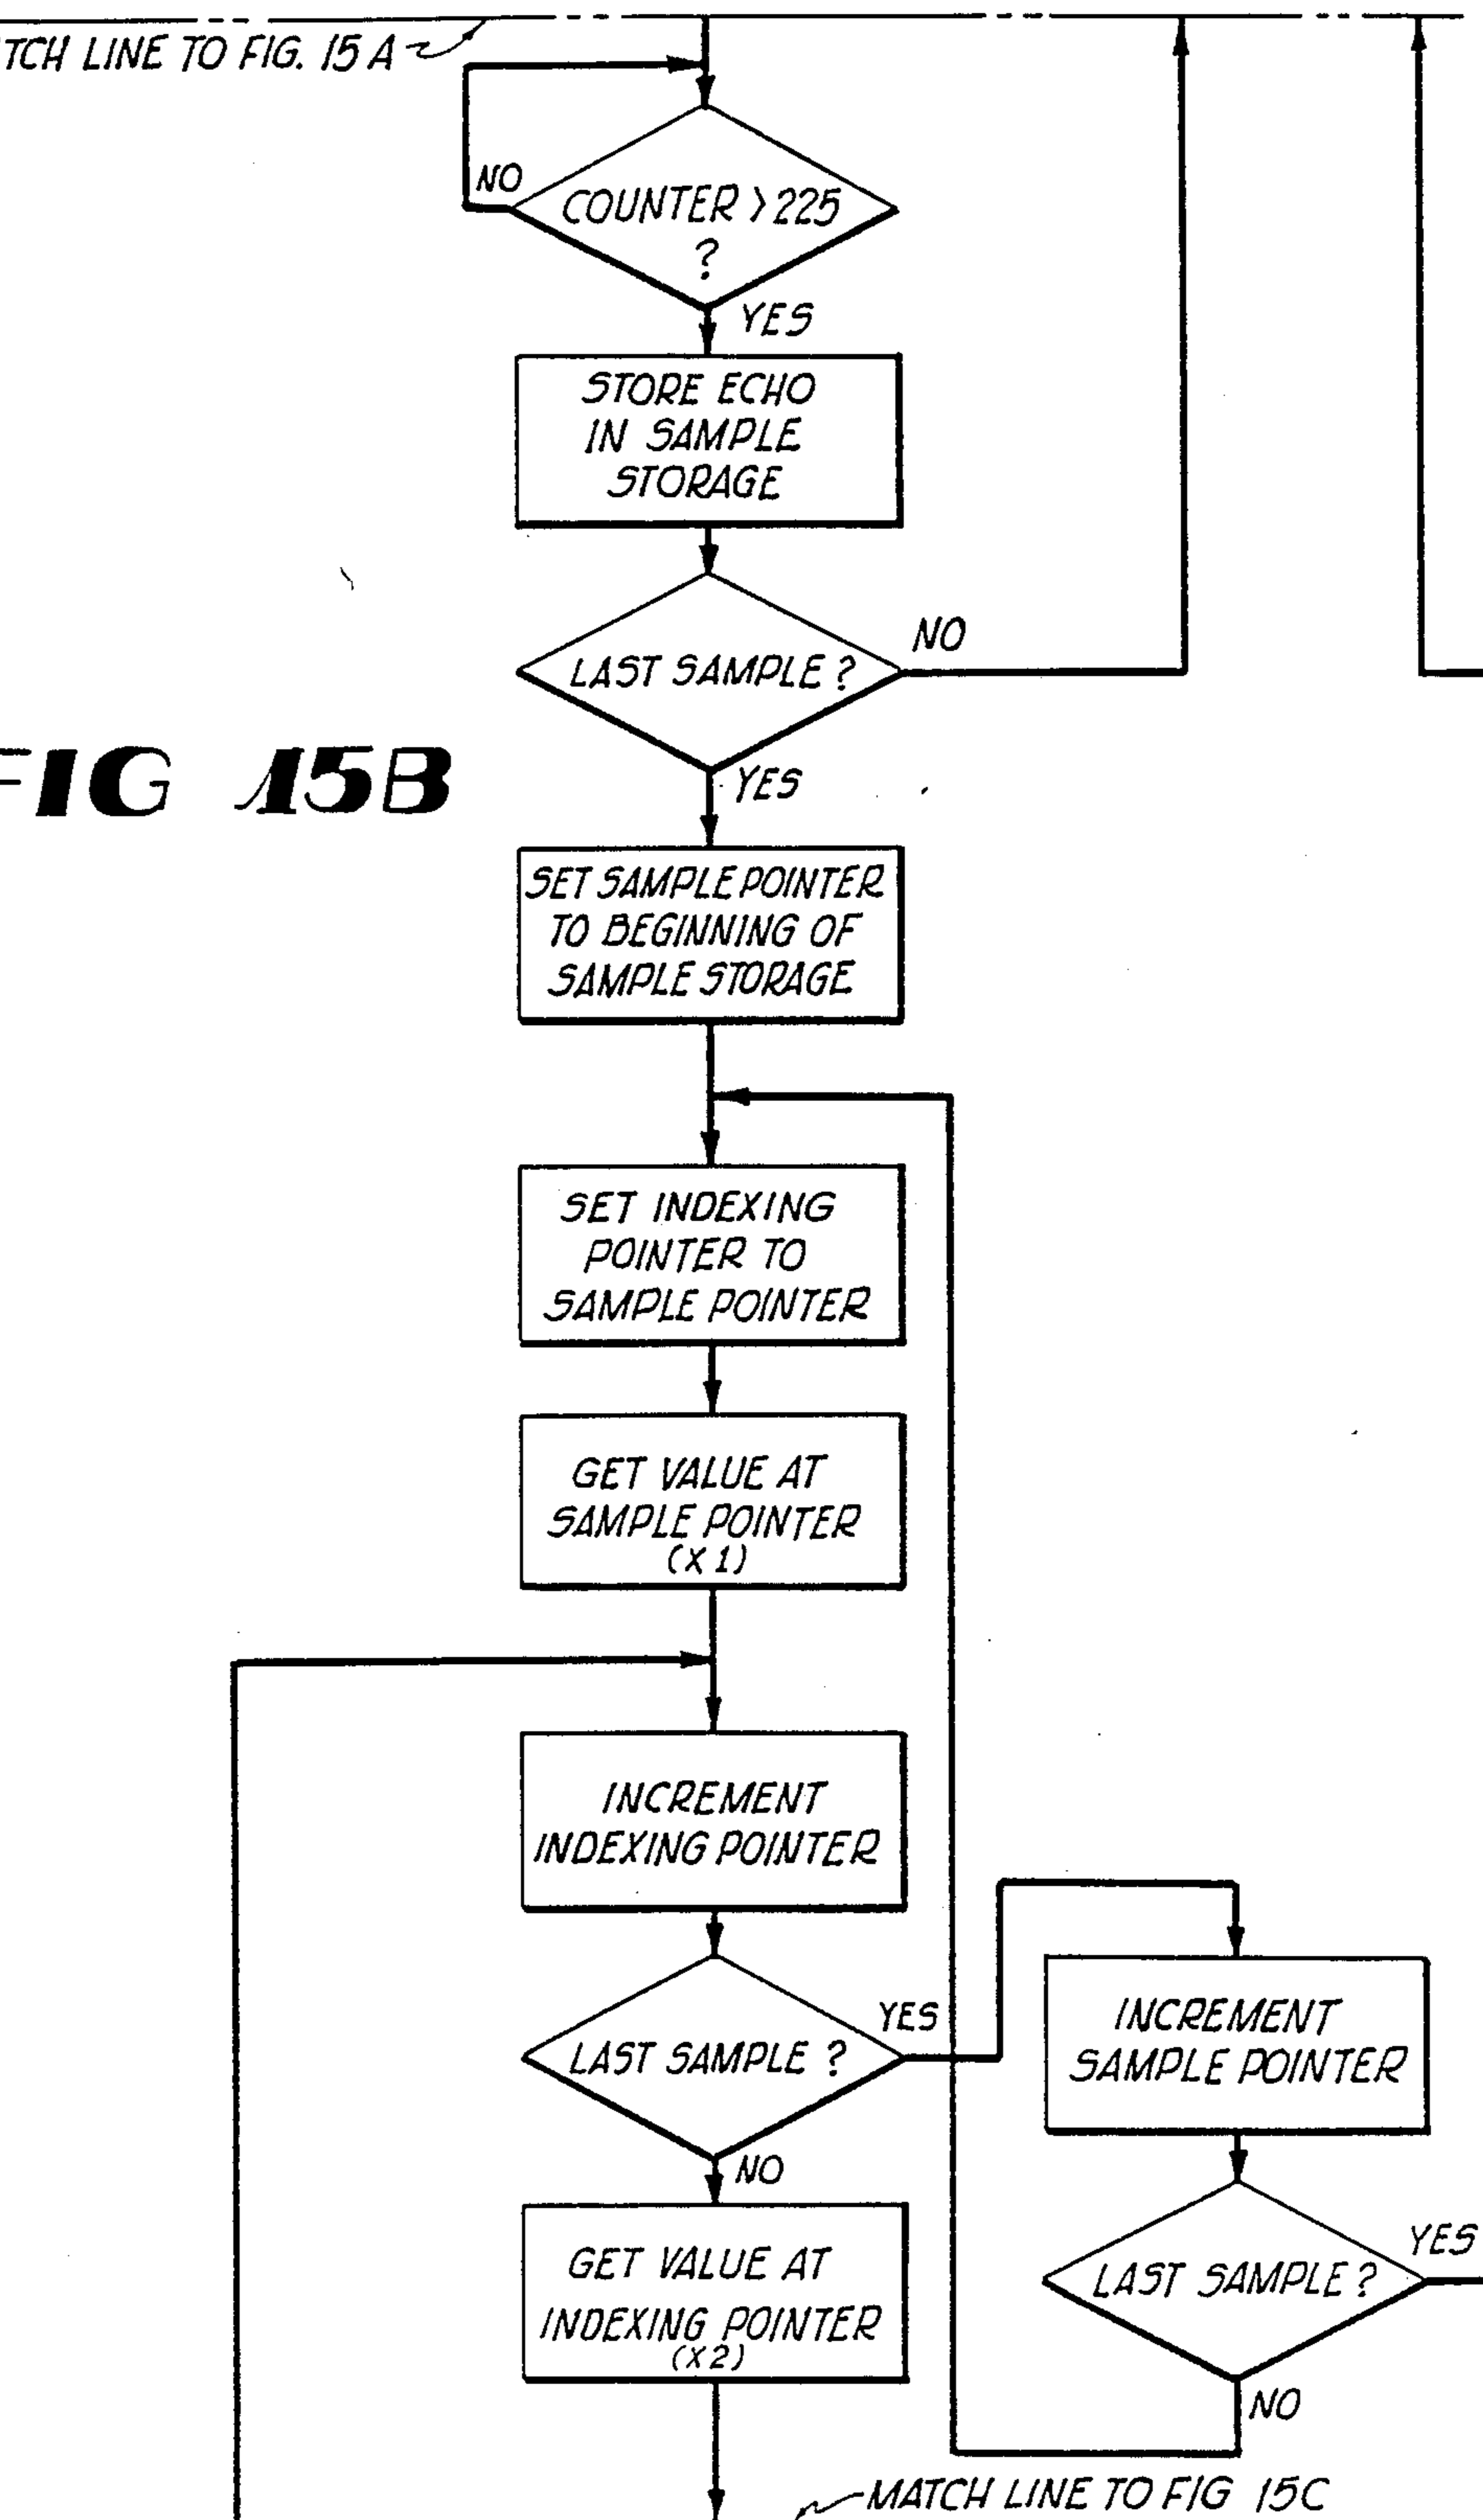 TCH LINE TO FIG. 15A
NO
COUNTER > 225
?
YES
STORE ECHO
IN SAMPLE
STORAGE
LAST SAMPLE ?
NO
YES
FIG 15B
SET SAMPLE POINTER
TO BEGINNING OF
SAMPLE STORAGE
SET INDEXING
POINTER TO
SAMPLE POINTER
GET VALUE AT
SAMPLE POINTER
(X1)
INCREMENT
INDEXING POINTER
LAST SAMPLE ?
YES
INCREMENT
SAMPLE POINTER
NO
GET VALUE AT
INDEXING POINTER
(X2)
LAST SAMPLE ?
YES
NO
MATCH LINE TO FIG 15C